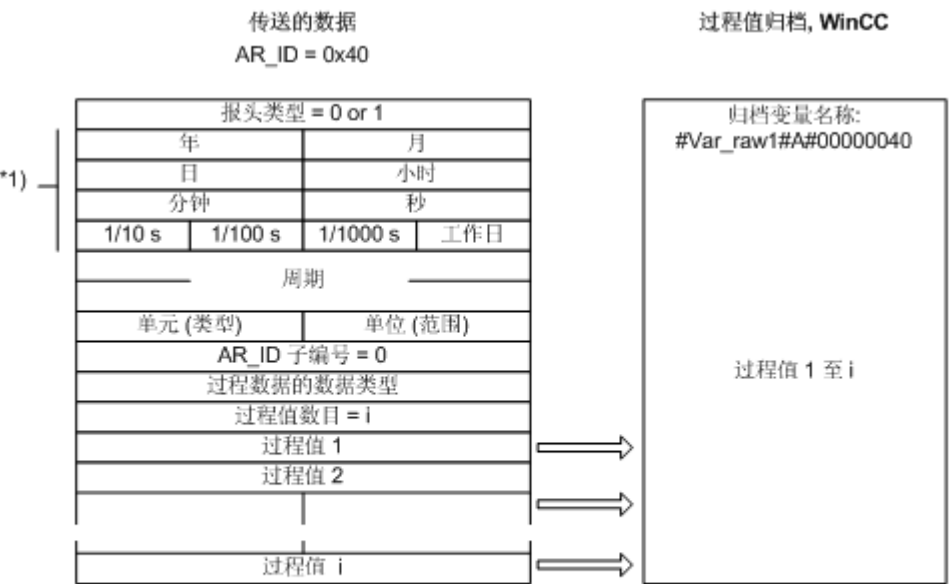 传送的数据
AR_ID = 0x40
过程值归档, WinCC
报头类型 = 0 or 1
年 月
日 小时
分钟 秒
1/10 s 1/100 s 1/1000 s 工作日
*1)
周期
单元 (类型) 单位 (范围)
AR_ID 子编号 = 0
过程数据的数据类型
过程值数目 = i
过程值 1
过程值 2
过程值 i
归档变量名称:
#Var_raw1#A#00000040
过程值 1 至 i